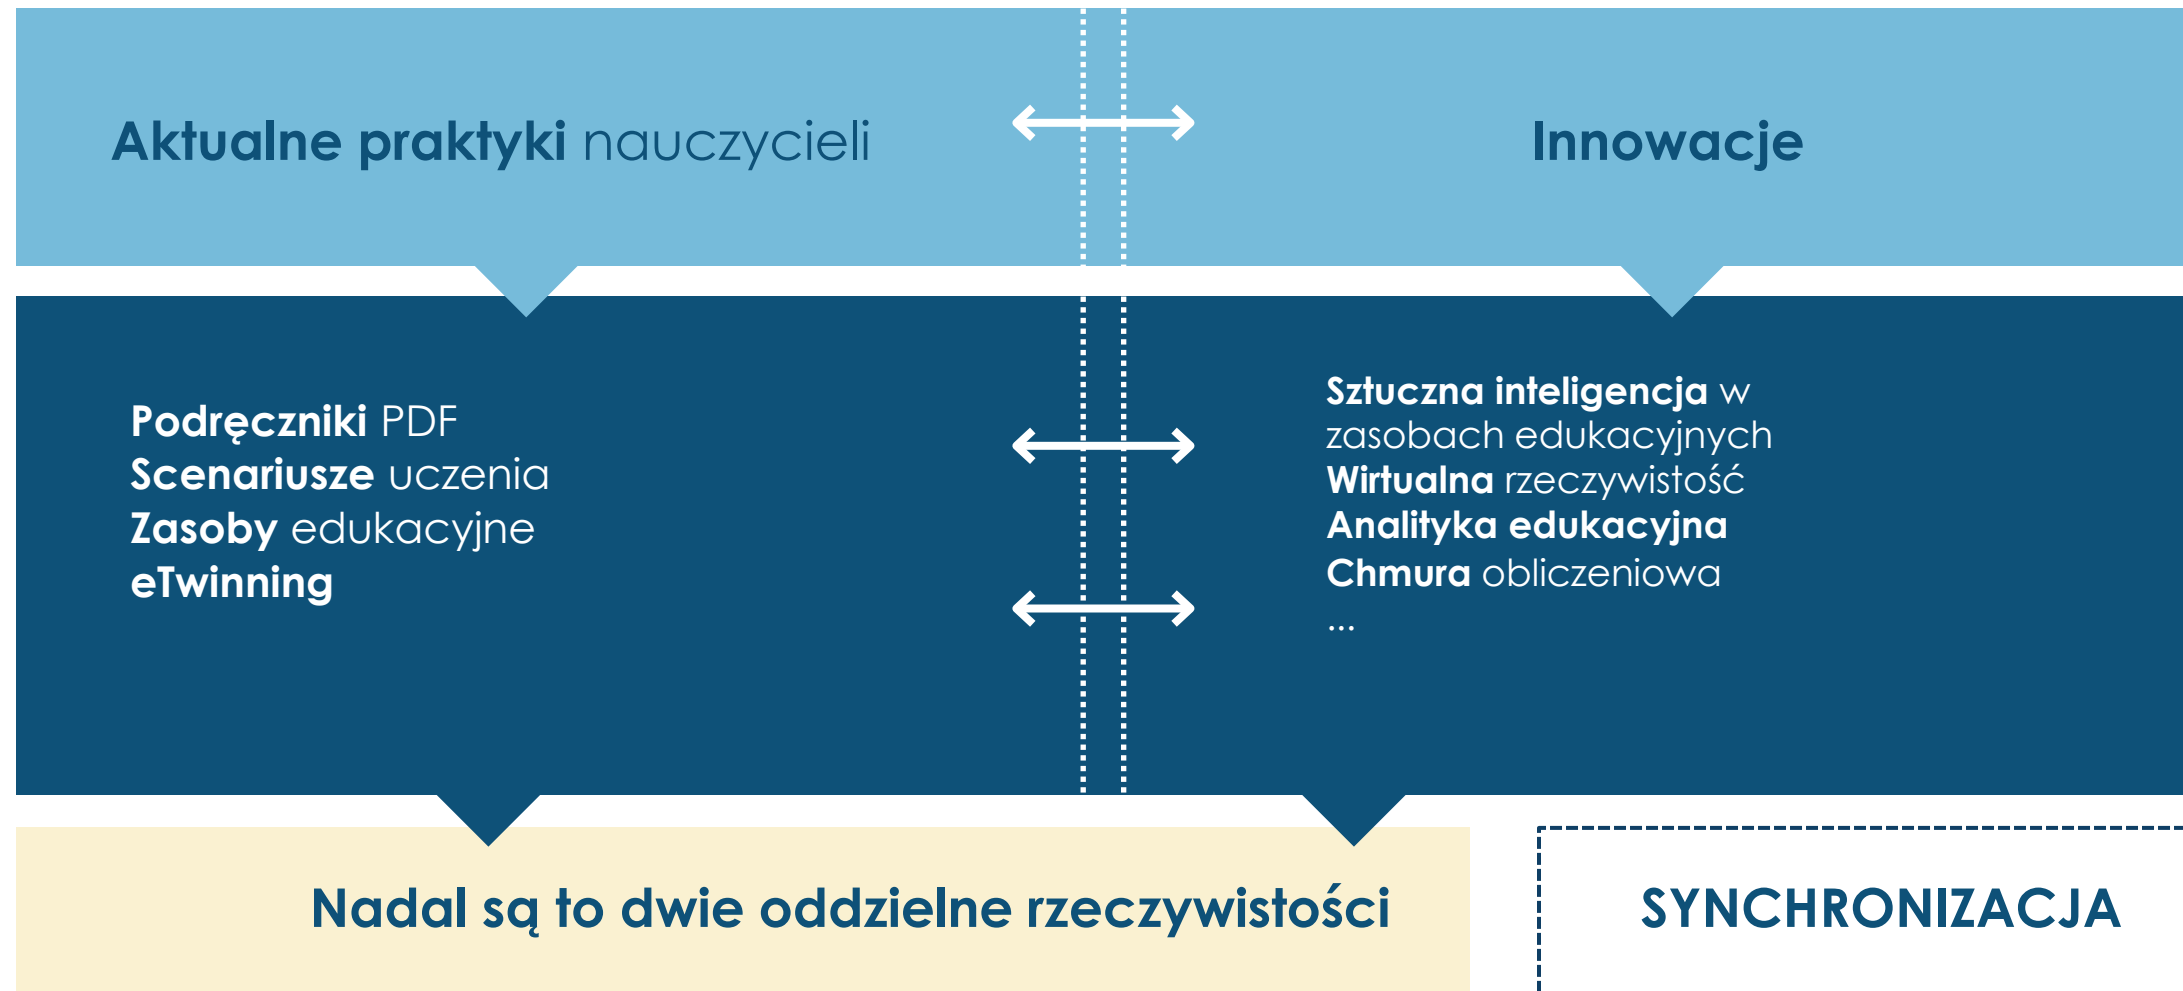 Aktualne praktyki nauczycieli
Innowacje
Podręczniki PDF
Scenariusze uczenia
Zasoby edukacyjne
eTwinning
Sztuczna inteligencja w
zasobach edukacyjnych
Wirtualna rzeczywistość
Analityka edukacyjna
Chmura obliczeniowa
...
Nadal są to dwie oddzielne rzeczywistości
SYNCHRONIZACJA